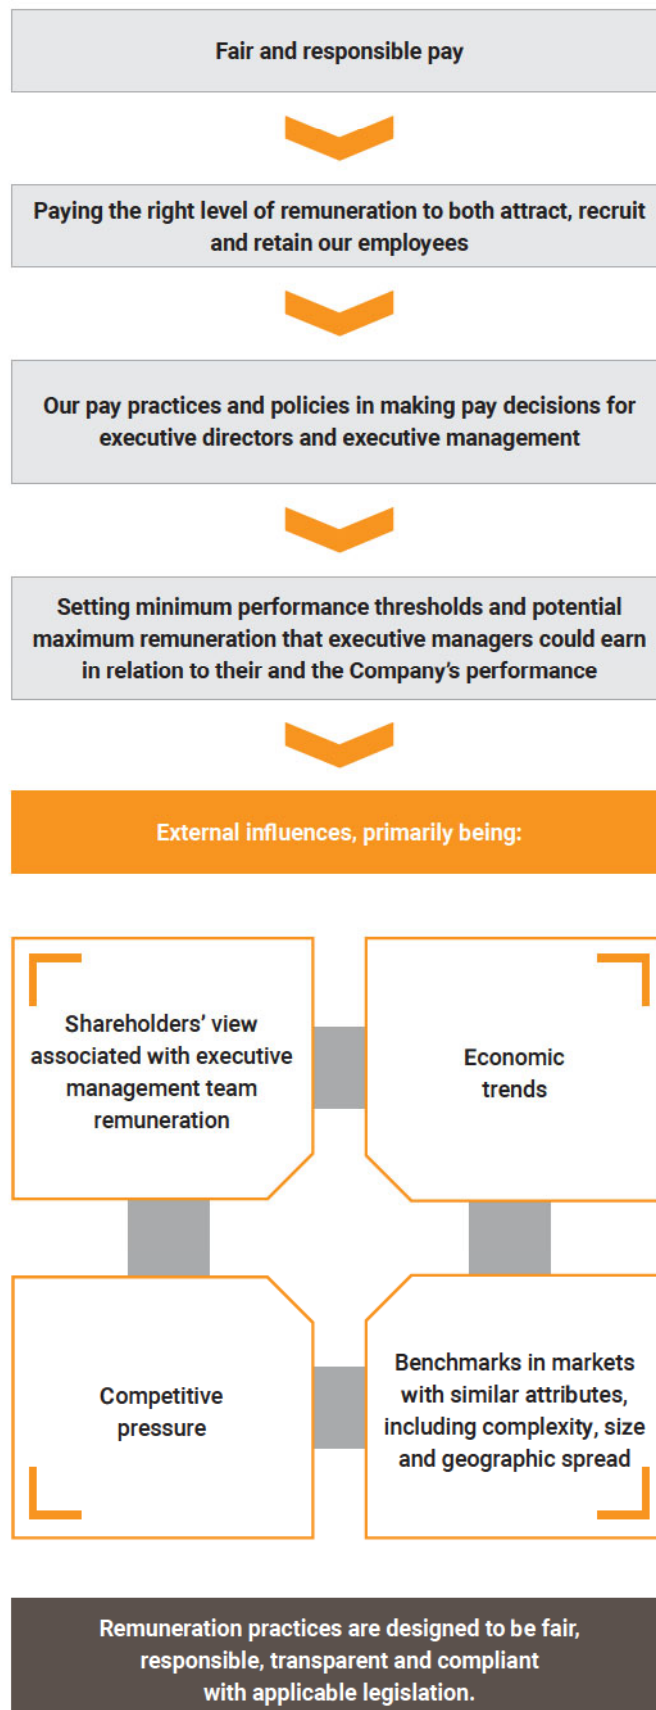 Fair and responsible pay
Paying the right level of remuneration to both attract, recruit
and retain our employees
Our pay practices and policies in making pay decisions for
executive directors and executive management
Setting minimum performance thresholds and potential
maximum remuneration that executive managers could earn
in relation to their and the Company’s performance
External influences, primarily being:
Shareholders’ view
associated with executive
management team
remuneration
Economic
trends
Competitive
pressure
Benchmarks in markets
with similar attributes,
including complexity, size
and geographic spread
Remuneration practices are designed to be fair,
responsible, transparent and compliant
with applicable legislation.